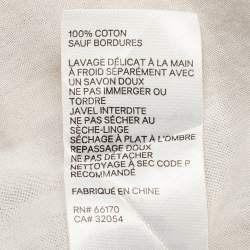 100% COTON
SAUF BORDURES
LAVAGE DÉLICAT À LA MAIN
À FROID SÉPARÉMENT AVEC
UN SAVON DOUX
NE PAS IMMERGER OU
TORDRE
JAVEL INTERDITE
NE PAS SÉCHER AU
SÈCHE-LINGE
SÉCHAGE À PLAT À L'OMBRE
REPASSAGE DOUX
NE PAS DÉTACHER
NETTOYAGE À SEC CODE P
RECOMMANDÉ
FABRIQUÉ EN CHINE
RN# 66170
CA# 32054